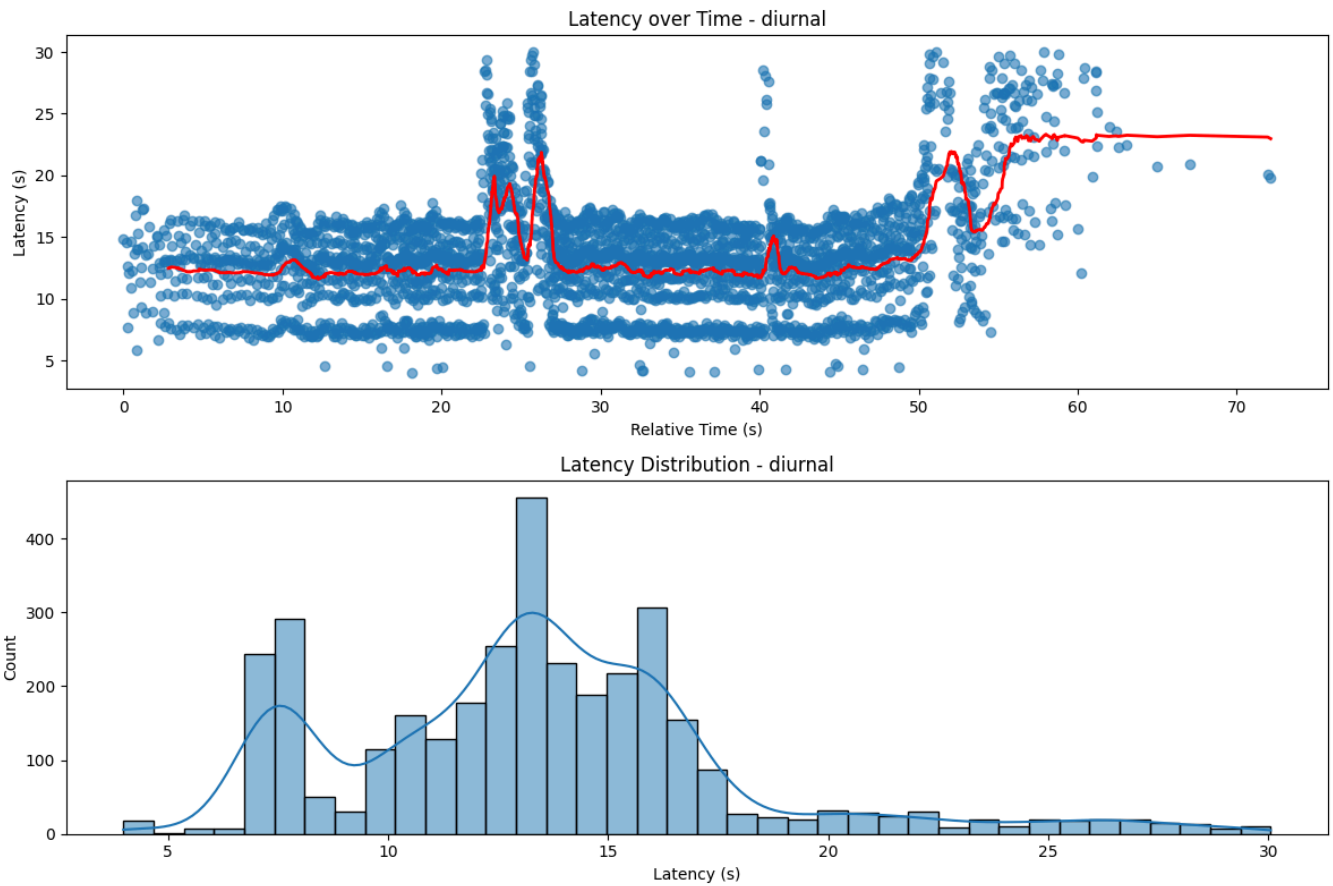 Latency over Time - diurnal
Latency (s)
30
25
20
15
10
5
0 10 20 30 40 50 60 70
Relative Time (s)
Latency Distribution - diurnal
Count
400
300
200
100
0
5 10 15 20 25 30
Latency (s)